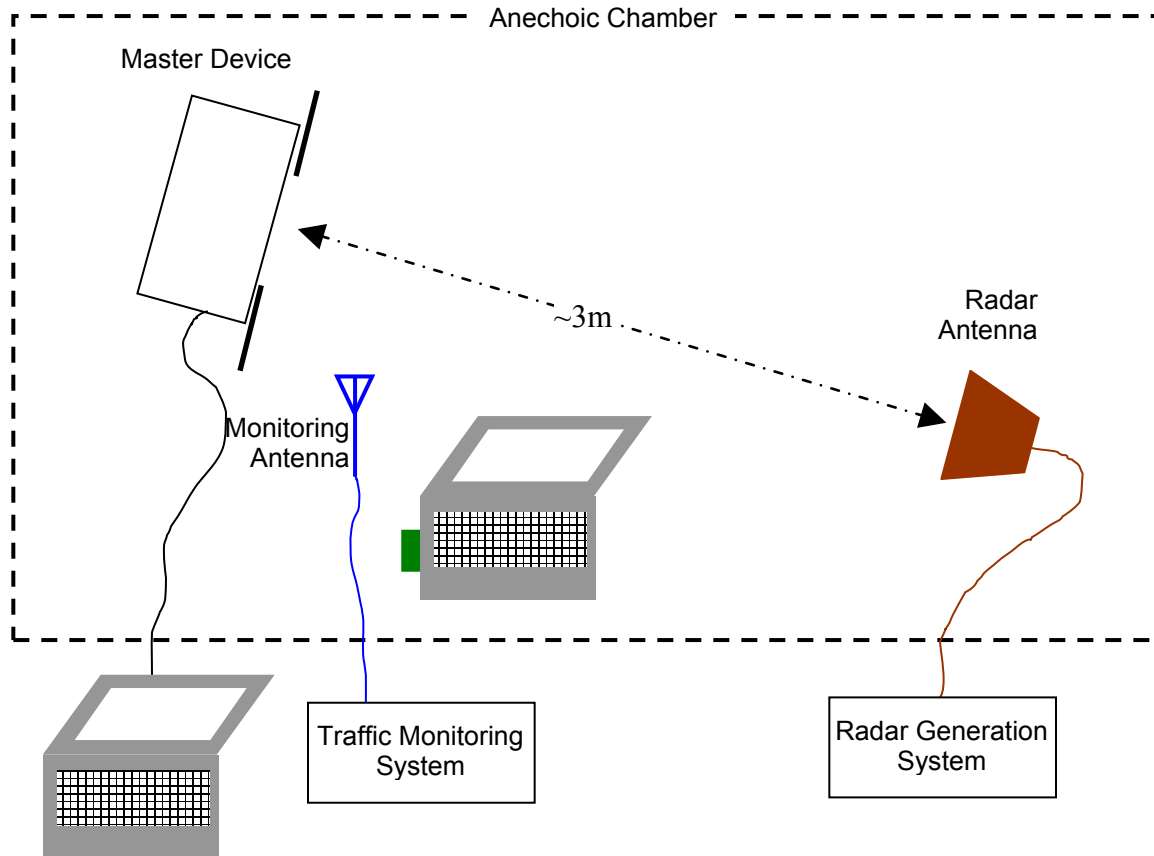 Anechoic Chamber
Master Device
~3m
Radar
Antenna
Monitoring
Antenna
Traffic Monitoring
System
Radar Generation
System